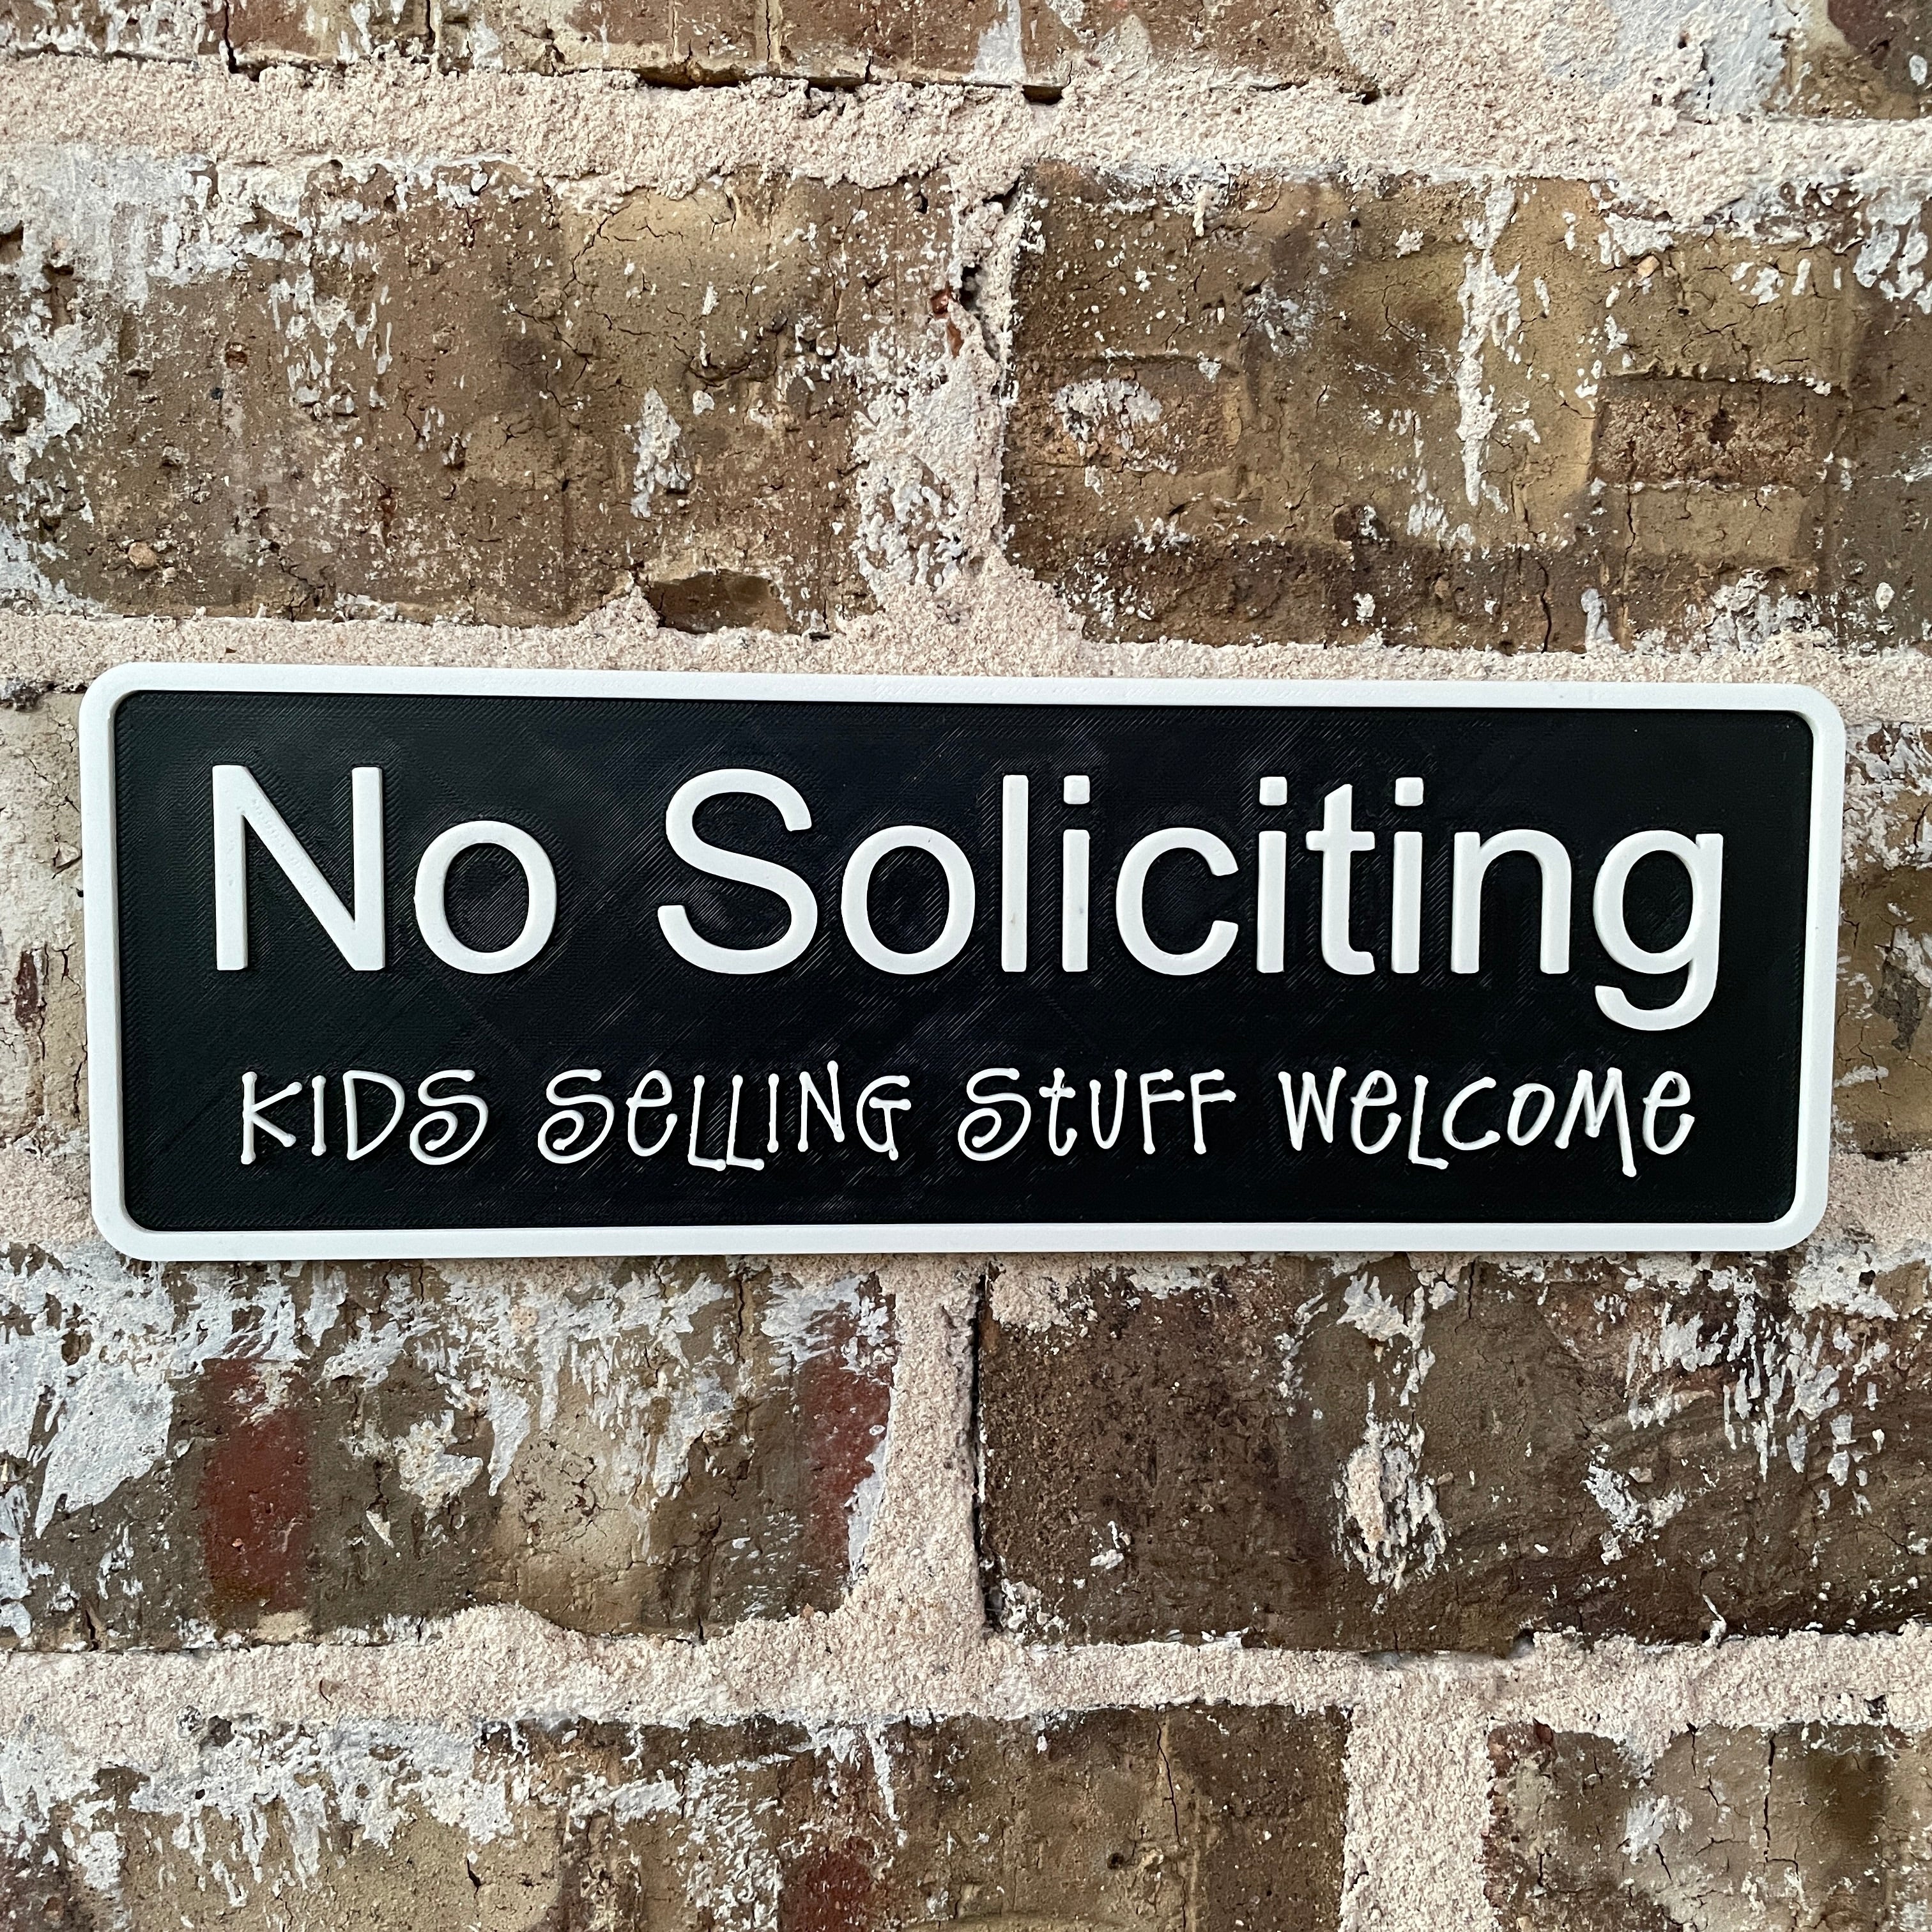 No Soliciting
KIDS SeLLING StUFF WeLCOMe